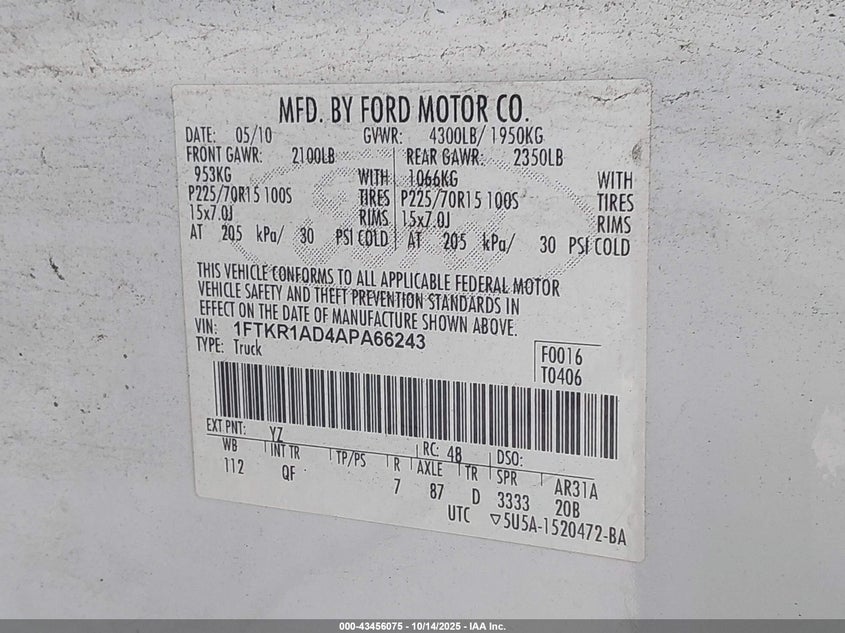 MFD. BY FORD MOTOR CO.
DATE: 05/10 GVWR: 4300LB/ 1950KG
FRONT GAWR: 2100LB REAR GAWR: 2350LB
953KG WITH 1066KG WITH
P225/70R15 100S TIRES P225/70R15 100S TIRES
15x7.0J RIMS 15x7.0J RIMS
AT 205 kPa/ 30 PSI COLD AT 205 kPa/ 30 PSI COLD
THIS VEHICLE CONFORMS TO ALL APPLICABLE FEDERAL MOTOR
VEHICLE SAFETY AND THEFT PREVENTION STANDARDS IN
EFFECT ON THE DATE OF MANUFACTURE SHOWN ABOVE.
VIN: 1FTKR1AD4APA66243
TYPE: Truck
F0016
T0406
EXT PNT: YZ RC: 48 DSO:
WB INT TR TP/PS R AXLE TR SPR AR31A
112 QF 7 87 D 3333 20B
UTC ▽5U5A-1520472-BA
000-43456075 - 10/14/2025 - IAA Inc.